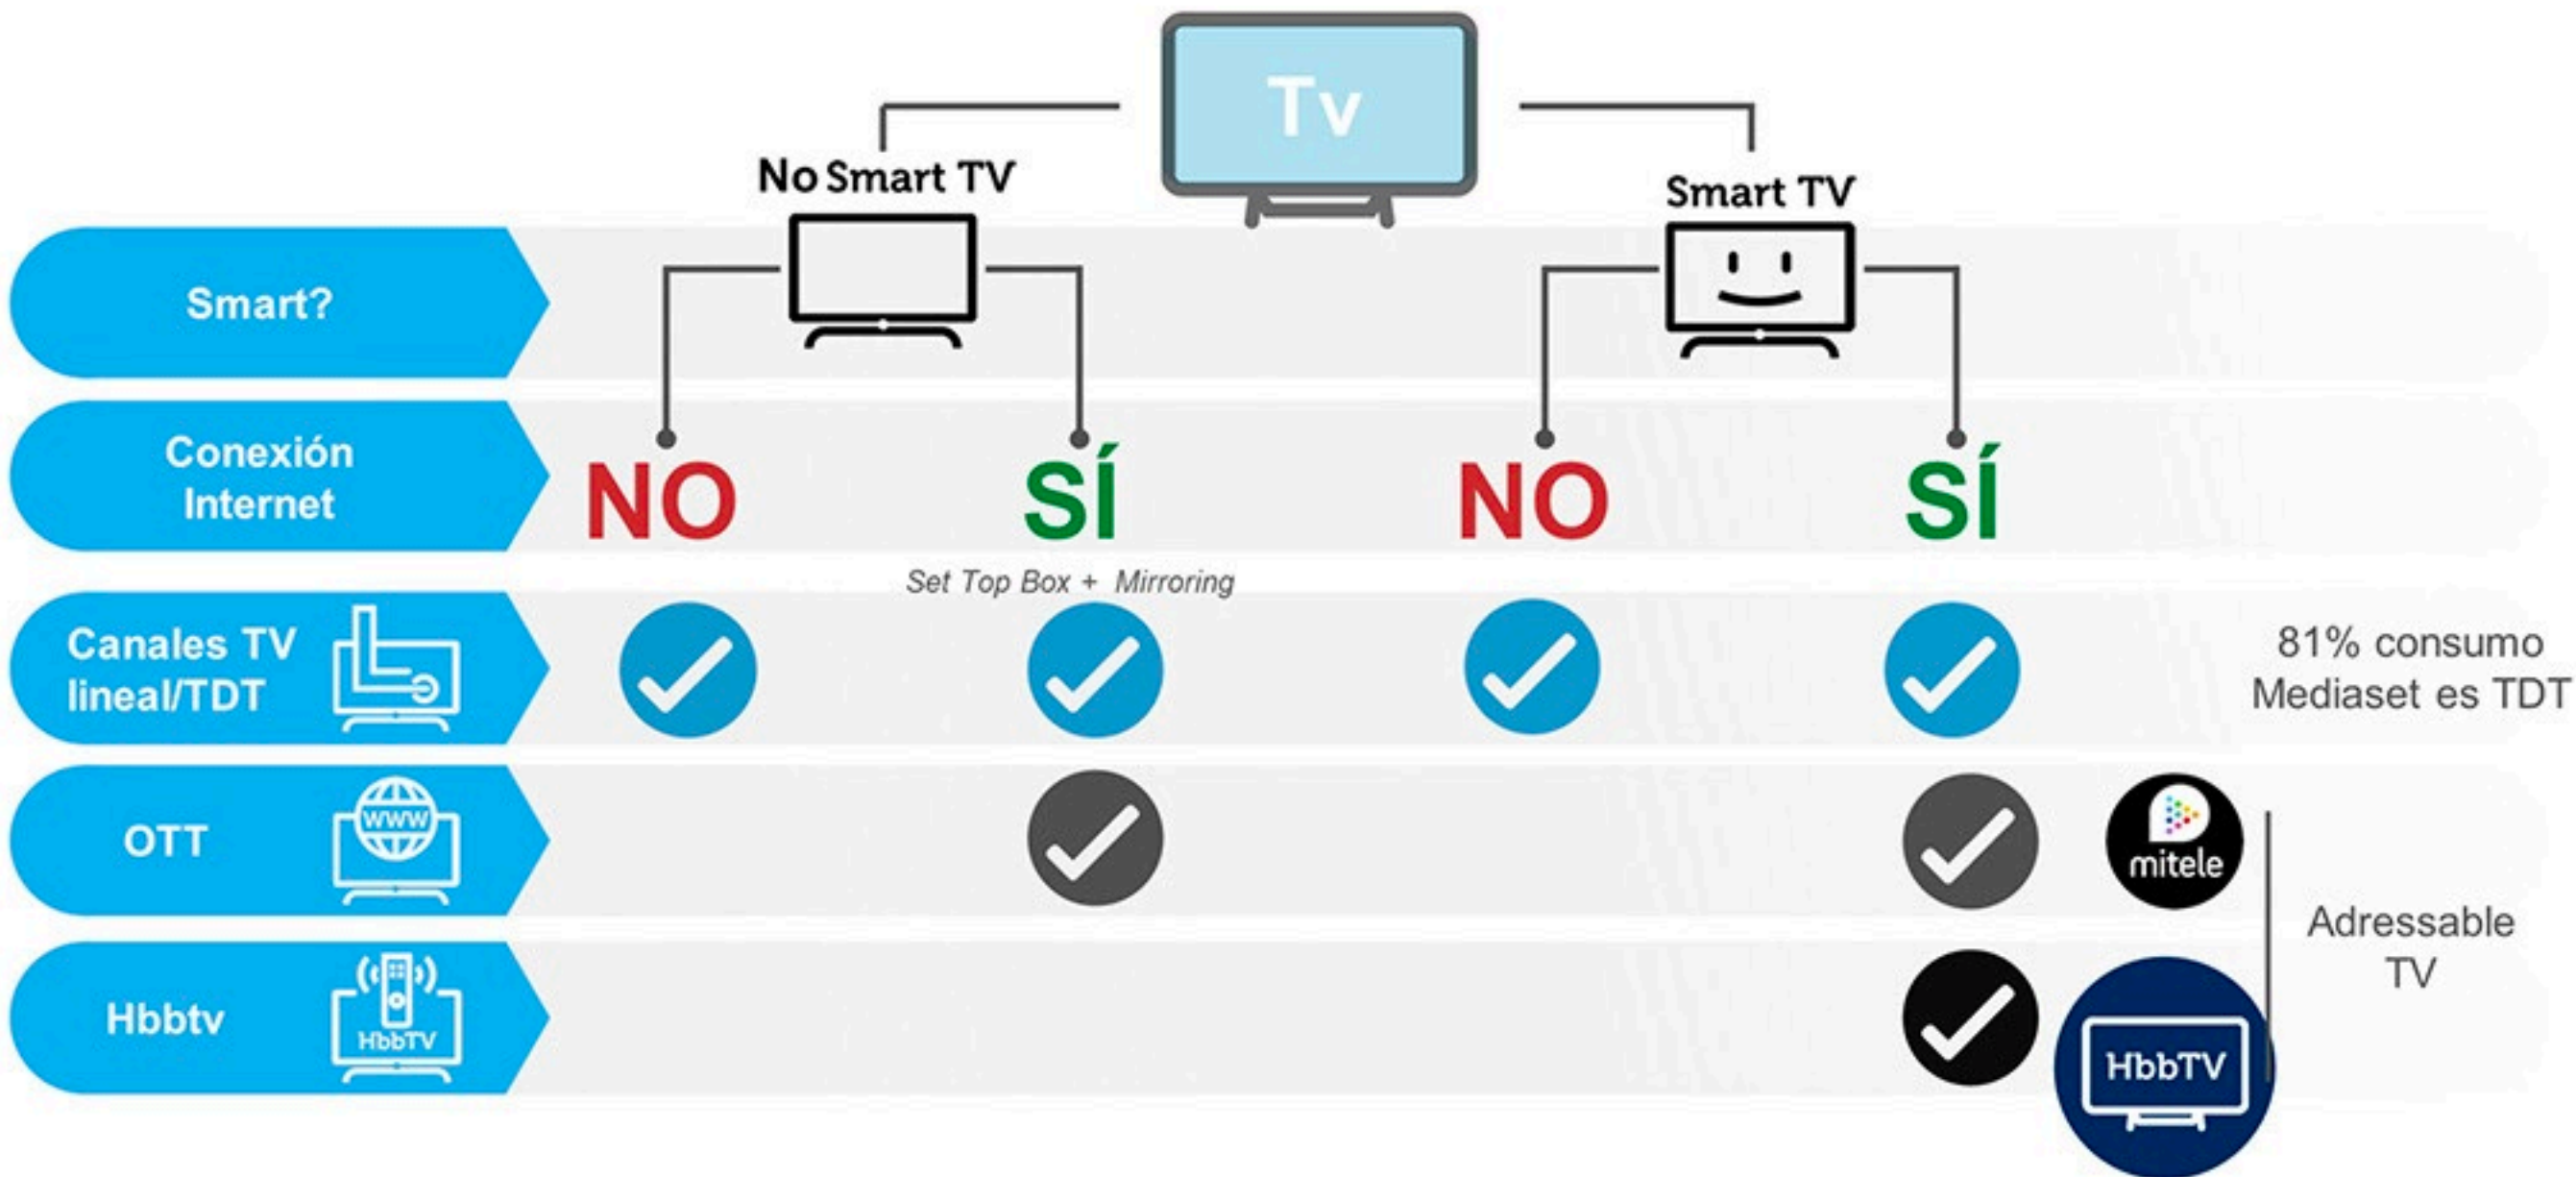 Tv
No Smart TV
Smart TV
Smart?
Conexión
Internet
NO
SÍ
NO
SÍ
Set Top Box + Mirroring
Canales TV
lineal/TDT
81% consumo
Mediaset es TDT
OTT
www
mitele
Adressable
TV
Hbbtv
HbbTV
HbbTV